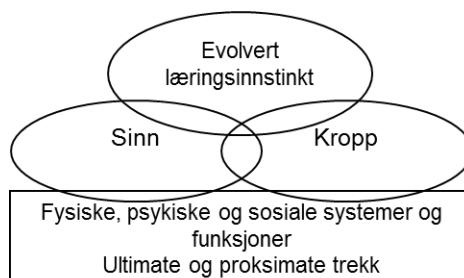 Evolvert
læringsinnstinkt
Sinn
Kropp
Fysiske, psykiske og sosiale systemer og
funksjoner
Ultimate og proksimate trekk